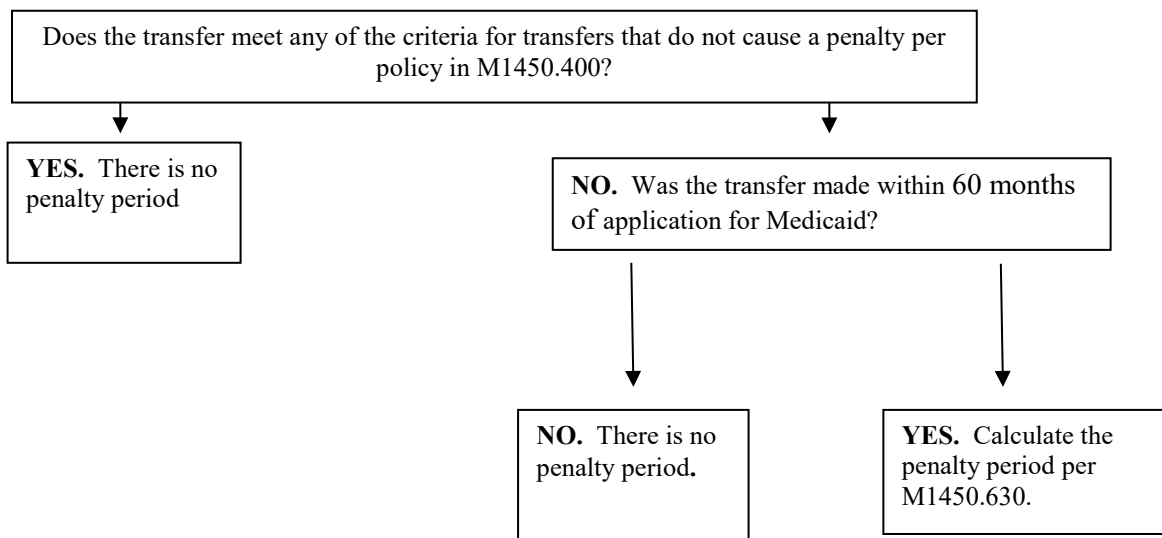 Does the transfer meet any of the criteria for transfers that do not cause a penalty per
policy in M1450.400?
YES. There is no
penalty period
NO. Was the transfer made within 60 months
of application for Medicaid?
NO. There is no
penalty period.
YES. Calculate the
penalty period per
M1450.630.